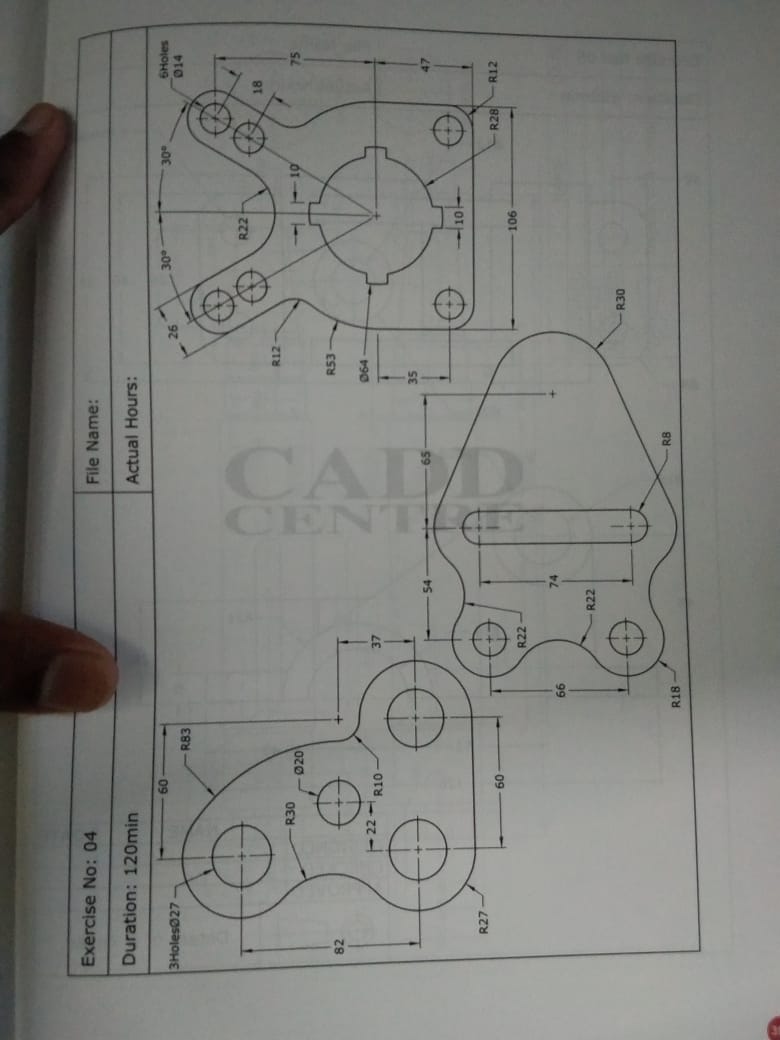 Exercise No: 04
File Name:
Duration: 120min
Actual Hours:
60
3HolesØ27
R83
R30
Ø20
82
22
R10
37
R27
60
26
30°
30°
6Holes
Ø14
R22
18
R12
10
75
R53
Ø64
35
47
10
R28
R12
106
54
65
R22
66
74
R22
R30
R18
R8
CADD
CENTRE